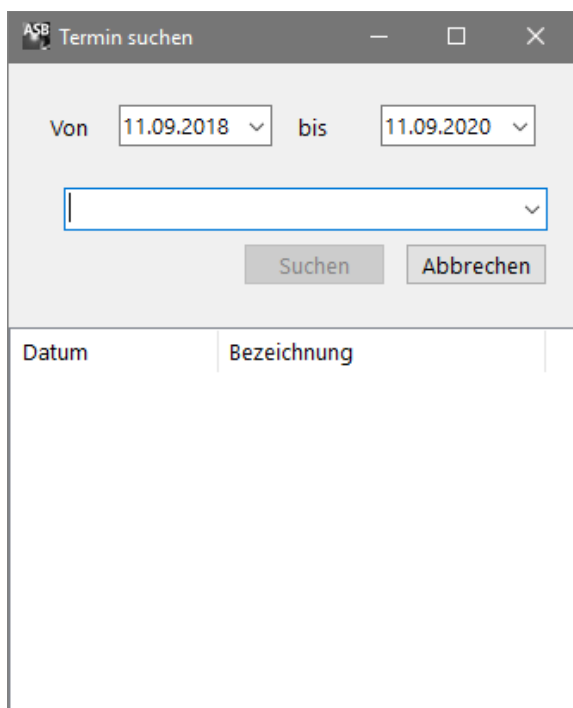 ASB Termin suchen
Von 11.09.2018 bis 11.09.2020
Suchen Abbrechen
Datum Bezeichnung